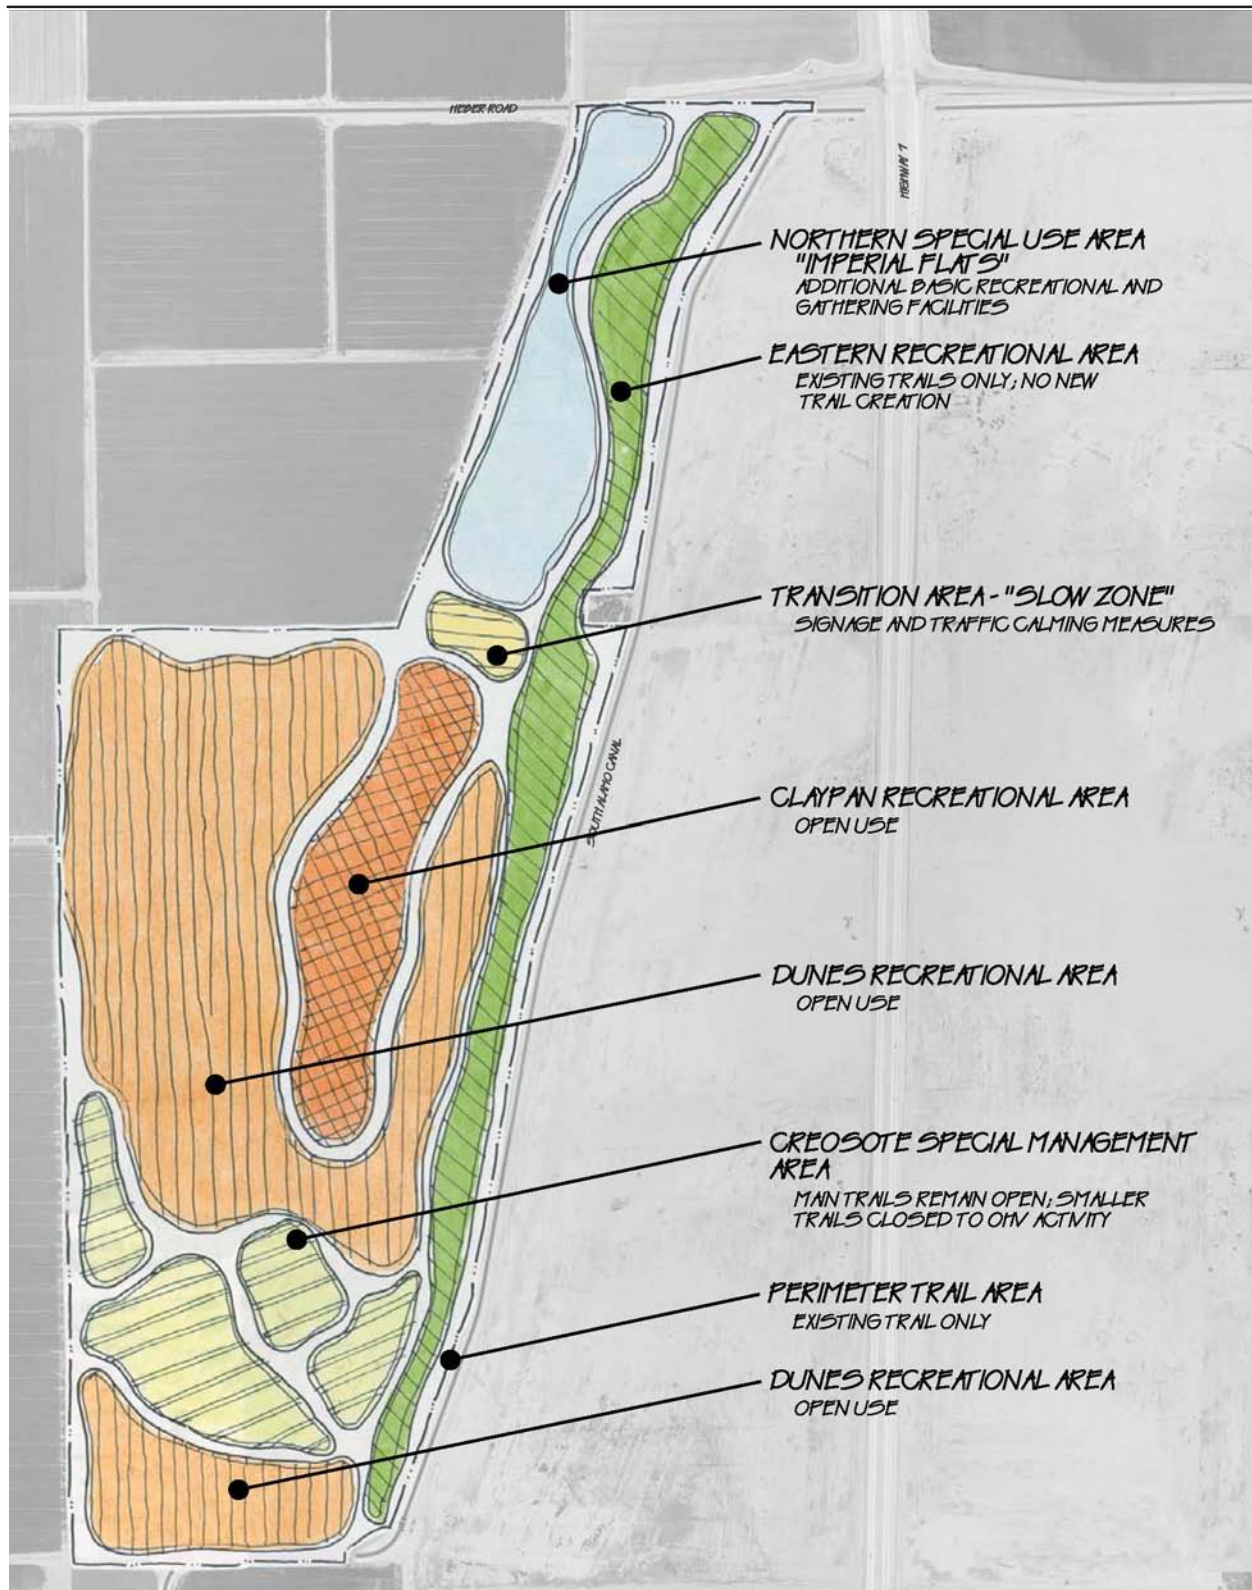 HEBER ROAD
HIGHWAY 7
NORTHERN SPECIAL USE AREA
"IMPERIAL FLATS"
ADDITIONAL BASIC RECREATIONAL AND
GATHERING FACILITIES
EASTERN RECREATIONAL AREA
EXISTING TRAILS ONLY; NO NEW
TRAIL CREATION
TRANSITION AREA - "SLOW ZONE"
SIGNAGE AND TRAFFIC CALMING MEASURES
SOUTH ALAMO CANAL
CLAYPAN RECREATIONAL AREA
OPEN USE
DUNES RECREATIONAL AREA
OPEN USE
CREOSOTE SPECIAL MANAGEMENT
AREA
MAIN TRAILS REMAIN OPEN; SMALLER
TRAILS CLOSED TO OHV ACTIVITY
PERIMETER TRAIL AREA
EXISTING TRAIL ONLY
DUNES RECREATIONAL AREA
OPEN USE